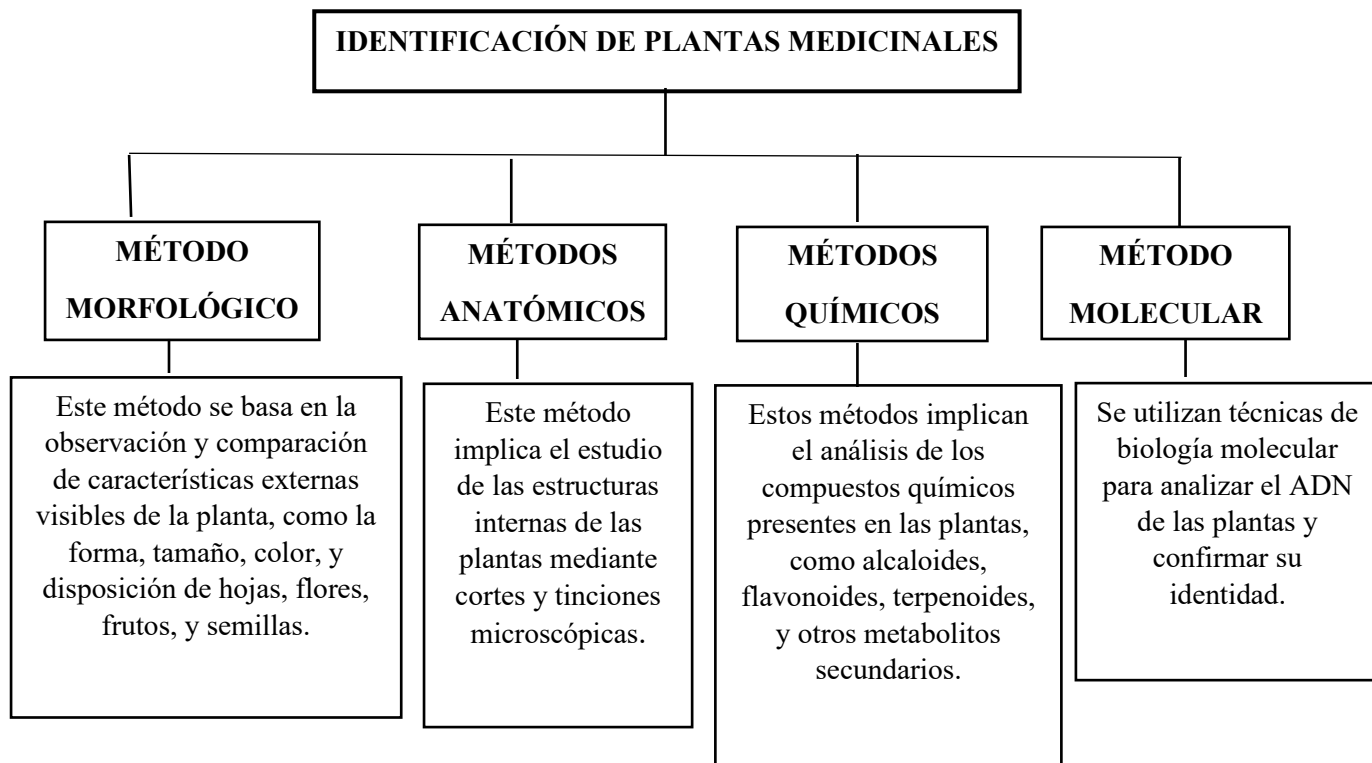 IDENTIFICACIÓN DE PLANTAS MEDICINALES
MÉTODO
MORFOLÓGICO
Este método se basa en la
observación y comparación
de características externas
visibles de la planta, como la
forma, tamaño, color, y
disposición de hojas, flores,
frutos, y semillas.
MÉTODOS
ANATÓMICOS
Este método
implica el estudio
de las estructuras
internas de las
plantas mediante
cortes y tinciones
microscópicas.
MÉTODOS
QUÍMICOS
Estos métodos implican
el análisis de los
compuestos químicos
presentes en las plantas,
como alcaloides,
flavonoides, terpenoides,
y otros metabolitos
secundarios.
MÉTODO
MOLECULAR
Se utilizan técnicas de
biología molecular
para analizar el ADN
de las plantas y
confirmar su
identidad.